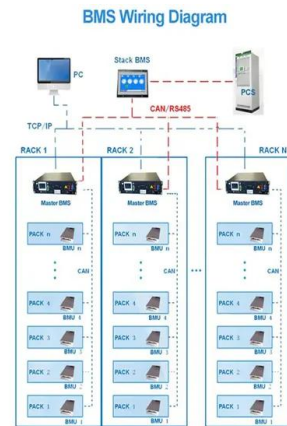 BMS Wiring Diagram
Stack BMS
PC
PCS
CAN/RS485
TCP/IP
RACK 1
RACK 2
RACK N
Master BMS
Master BMS
Master BMS
PACK n
BMU n
PACK n
BMU n
PACK n
BMU n
CAN
CAN
CAN
PACK 4
BMU 4
PACK 4
BMU 4
PACK 4
BMU 4
PACK 3
BMU 3
PACK 3
BMU 3
PACK 3
BMU 3
PACK 2
BMU 2
PACK 2
BMU 2
PACK 2
BMU 2
PACK 1
BMU 1
PACK 1
BMU 1
PACK 1
BMU 1